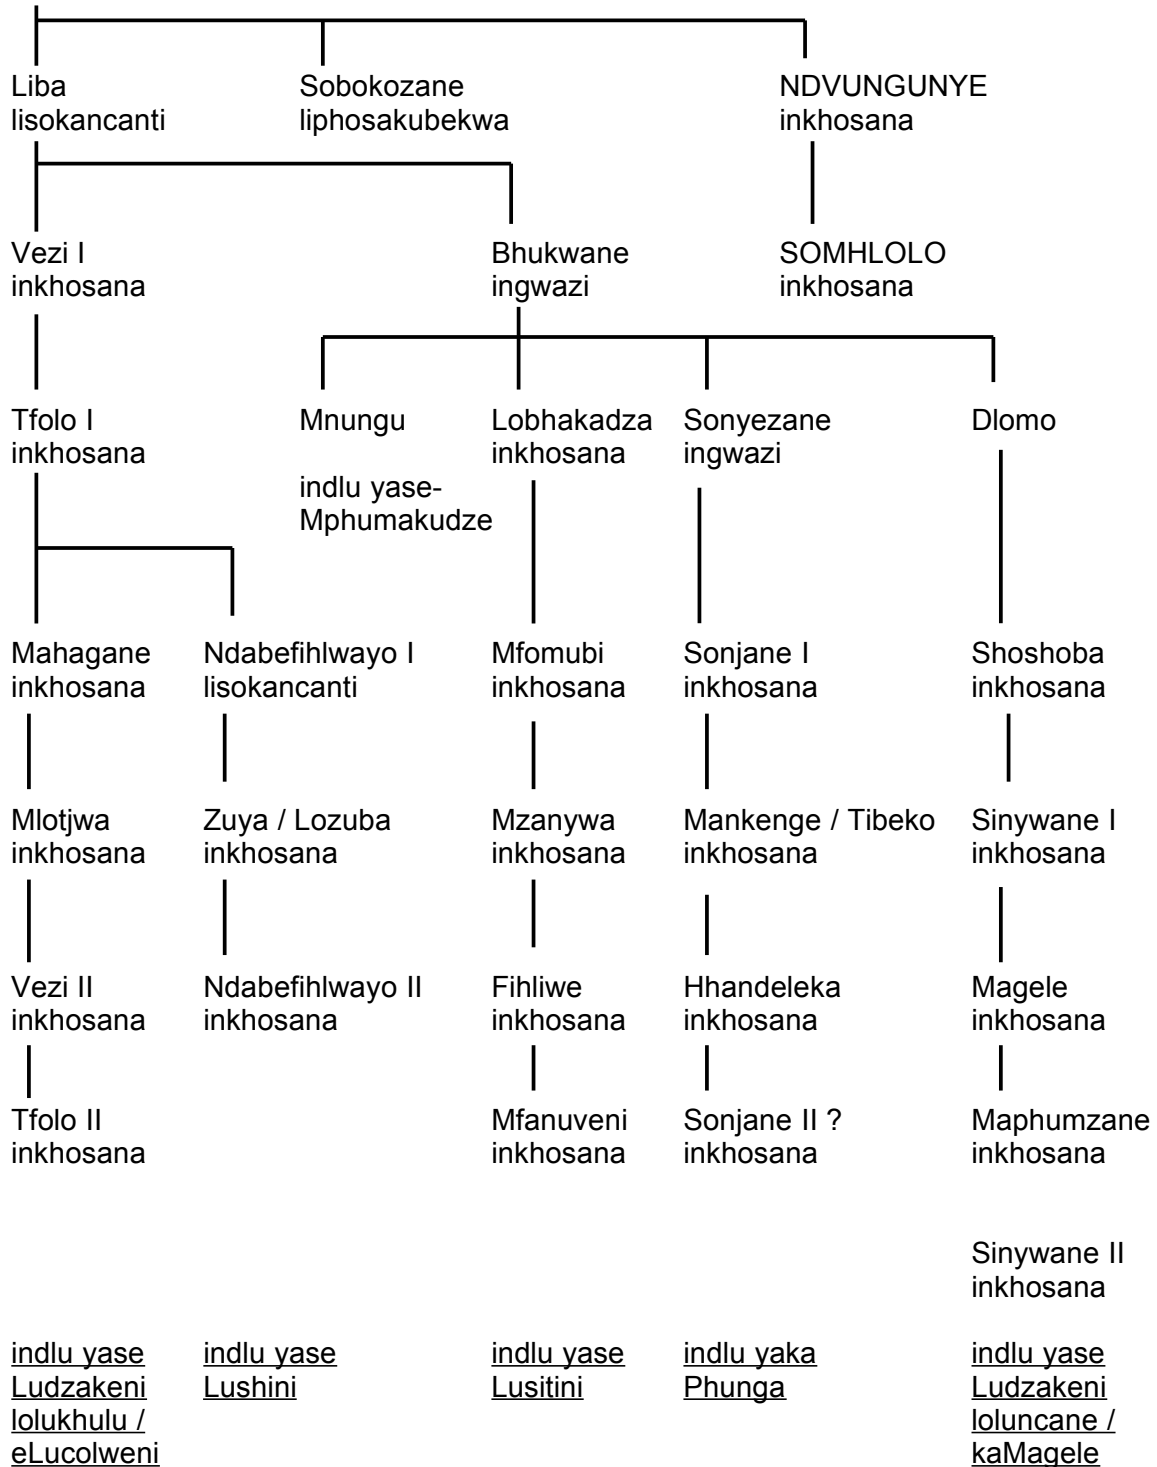 Liba Sobokozane NDVUNGUNYE
lisokancanti liphosakubekwa inkhosana
Vezi I Bhukwane SOMHLOLO
inkhosana ingwazi inkhosana
Tfolo I Mnungu Lobhakadza Sonyezane Dlomo
inkhosana inkhosana ingwazi
indlu yase-
Mphumakudze
Mahagane Ndabefihlwayo I Mfomubi Sonjane I Shoshoba
inkhosana lisokancanti inkhosana inkhosana inkhosana
Mlotjwa Zuya / Lozuba Mzanywa Mankenge / Tibeko Sinywane I
inkhosana inkhosana inkhosana inkhosana inkhosana
Vezi II Ndabefihlwayo II Fihliwe Hhandeleka Magele
inkhosana inkhosana inkhosana inkhosana inkhosana
Tfolo II Mfanuveni Sonjane II ? Maphumzane
inkhosana inkhosana inkhosana inkhosana
Sinywane II
inkhosana
indlu yase indlu yase indlu yase indlu yaka indlu yase
Ludzakeni Lushini Lusitini Phunga Ludzakeni
lolukhulu / loluncane /
eLucolweni kaMagele